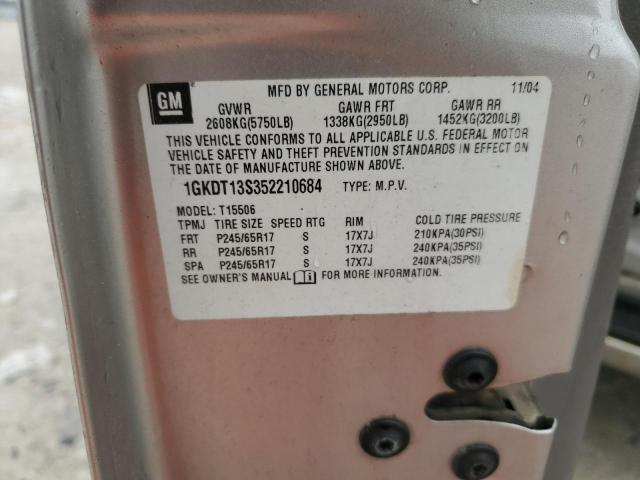 GM
MFD BY GENERAL MOTORS CORP. 11/04
GVWR GAWR FRT GAWR RR
2608KG(5750LB) 1338KG(2950LB) 1452KG(3200LB)
THIS VEHICLE CONFORMS TO ALL APPLICABLE U.S. FEDERAL MOTOR
VEHICLE SAFETY AND THEFT PREVENTION STANDARDS IN EFFECT ON
THE DATE OF MANUFACTURE SHOWN ABOVE.
1GKDT13S352210684 TYPE: M.P.V.
MODEL: T15506
TPMJ TIRE SIZE SPEED RTG RIM COLD TIRE PRESSURE
FRT P245/65R17 S 17X7J 210KPA(30PSI)
RR P245/65R17 S 17X7J 240KPA(35PSI)
SPA P245/65R17 S 17X7J 240KPA(35PSI)
SEE OWNER'S MANUAL FOR MORE INFORMATION.